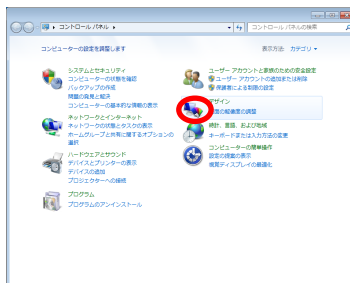 コントロール パネル
コントロール パネルの検索
コンピューターの設定を調整します
表示方法: カテゴリ
システムとセキュリティ
コンピューターの状態を確認
バックアップの作成
問題の発見と解決
コンピューターの基本的な情報の表示
ネットワークとインターネット
ネットワークの状態とタスクの表示
ホームグループと共有に関するオプションの
選択
ハードウェアとサウンド
デバイスとプリンターの表示
デバイスの追加
プロジェクターへの接続
プログラム
プログラムのアンインストール
ユーザー アカウントと家族のための安全設定
ユーザー アカウントの追加または削除
保護者による制限の設定
デザイン
面の解像度の調整
時計、言語、および地域
キーボードまたは入力方法の変更
コンピューターの簡単操作
設定の提案の表示
視覚ディスプレイの最適化